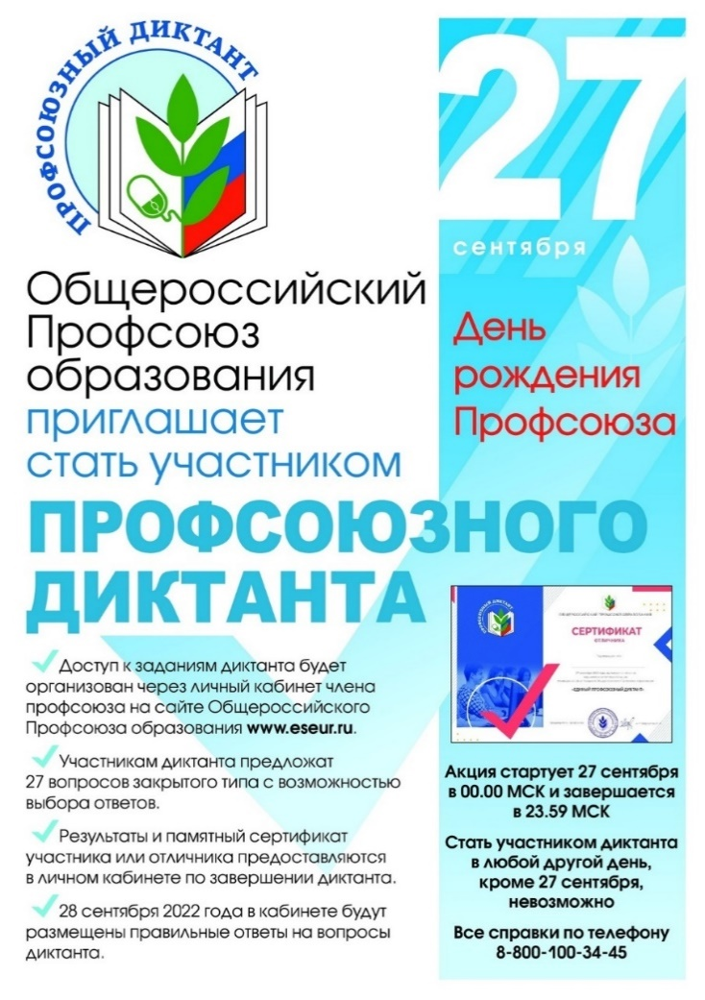 ПРОФСОЮЗНЫЙ ДИКТАНТ
27
сентября
Общероссийский
Профсоюз
образования
приглашает
стать участником
День
рождения
Профсоюза
ПРОФСОЮЗНОГО
ДИКТАНТА
Доступ к заданиям диктанта будет
организован через личный кабинет члена
профсоюза на сайте Общероссийского
Профсоюза образования www.eseur.ru.
Участникам диктанта предложат
27 вопросов закрытого типа с возможностью
выбора ответов.
Результаты и памятный сертификат
участника или отличника предоставляются
в личном кабинете по завершении диктанта.
28 сентября 2022 года в кабинете будут
размещены правильные ответы на вопросы
диктанта.
ПРОФСОЮЗНЫЙ ДИКТАНТ
ОБЩЕРОССИЙСКИЙ ПРОФСОЮЗ ОБРАЗОВАНИЯ
СЕРТИФИКАТ
Акция стартует 27 сентября
в 00.00 МСК и завершается
в 23.59 МСК
Стать участником диктанта
в любой другой день,
кроме 27 сентября,
невозможно
Все справки по телефону
8-800-100-34-45